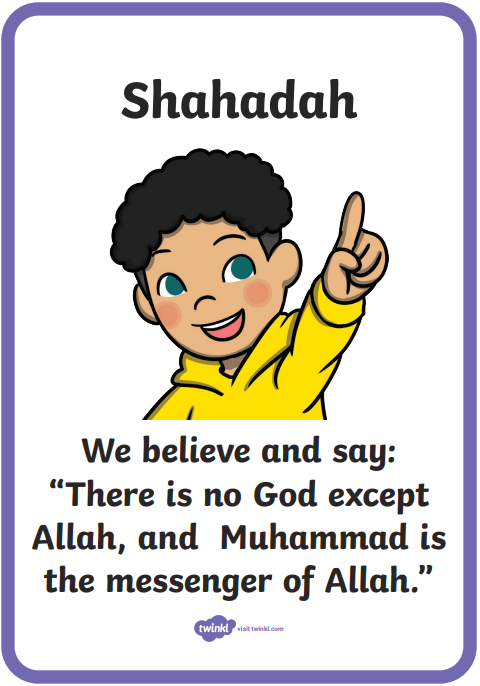 Shahadah
We believe and say:
“There is no God except
Allah, and  Muhammad is
the messenger of Allah.”
twinkl visit twinkl.com